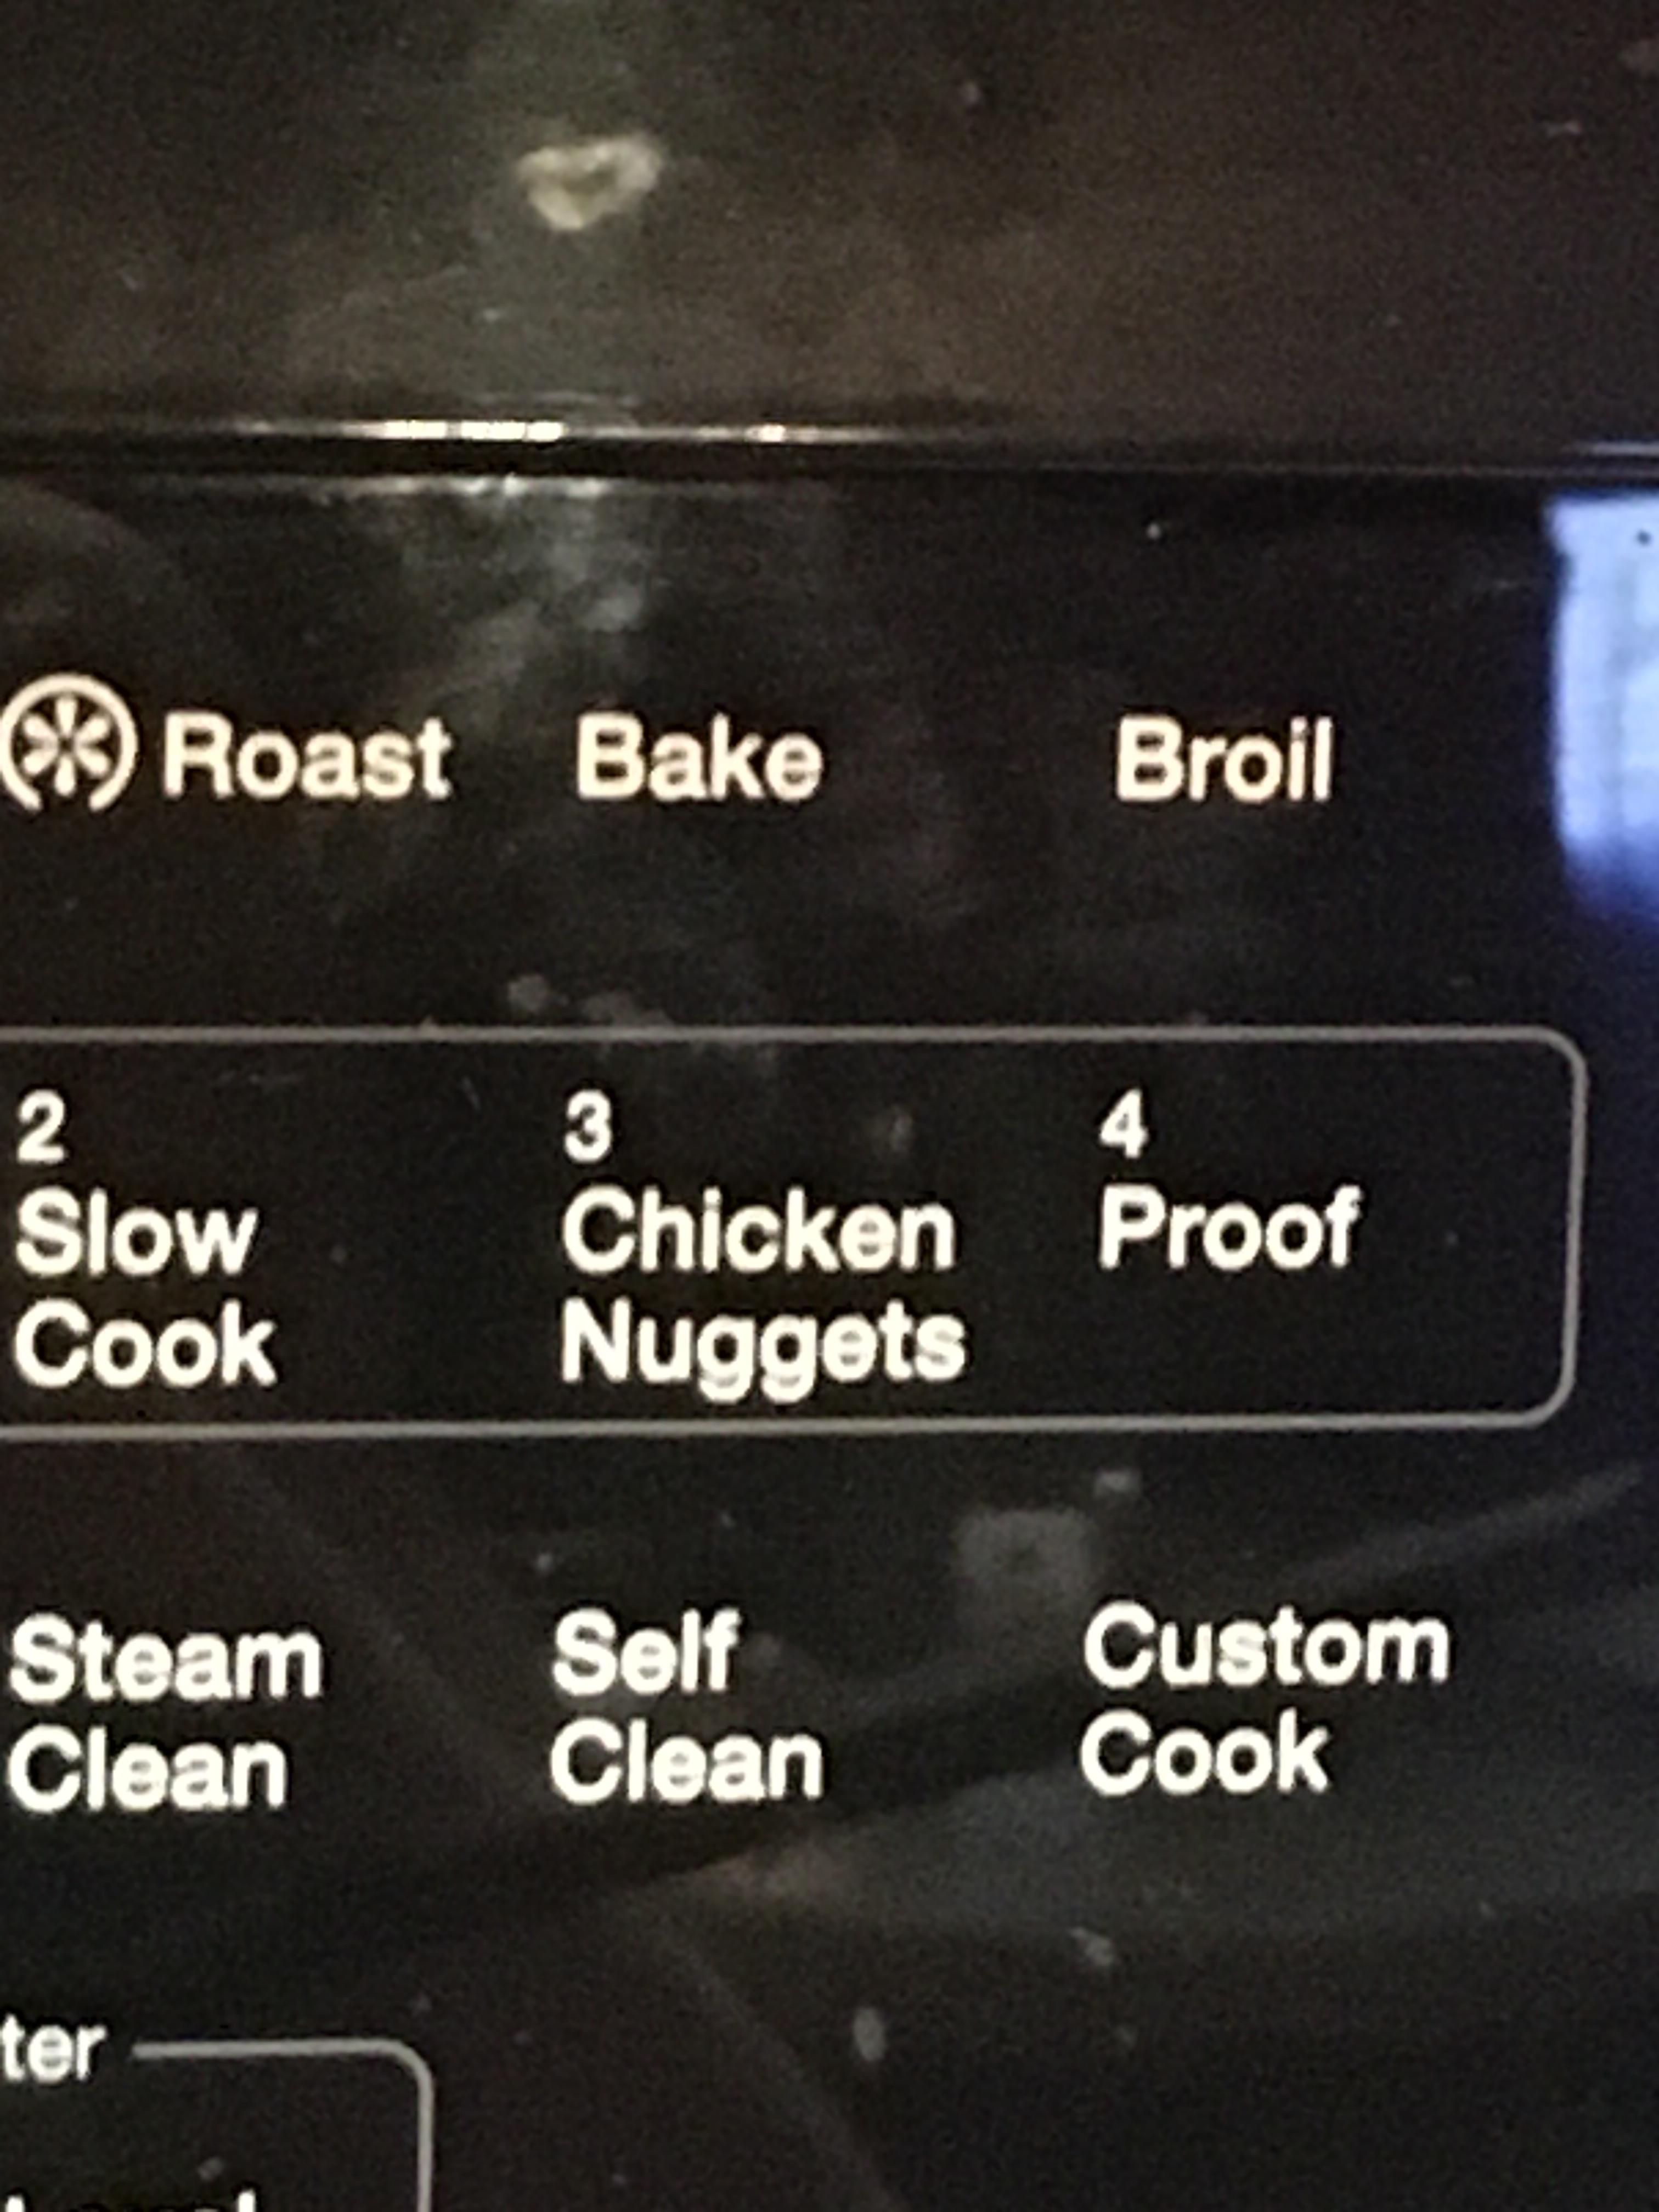 Roast Bake Broil
2 3 4
Slow Chicken Proof
Cook Nuggets
Steam Self Custom
Clean Clean Cook
ter